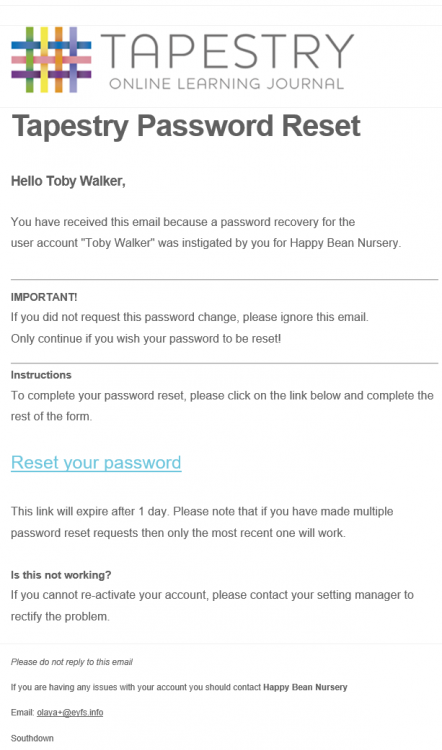 TAPESTRY
ONLINE LEARNING JOURNAL
Tapestry Password Reset
Hello Toby Walker,
You have received this email because a password recovery for the
user account "Toby Walker" was instigated by you for Happy Bean Nursery.
IMPORTANT!
If you did not request this password change, please ignore this email.
Only continue if you wish your password to be reset!
Instructions
To complete your password reset, please click on the link below and complete the
rest of the form.
Reset your password
This link will expire after 1 day. Please note that if you have made multiple
password reset requests then only the most recent one will work.
Is this not working?
If you cannot re-activate your account, please contact your setting manager to
rectify the problem.
Please do not reply to this email
If you are having any issues with your account you should contact Happy Bean Nursery
Email: olaya+@eyfs.info
Southdown